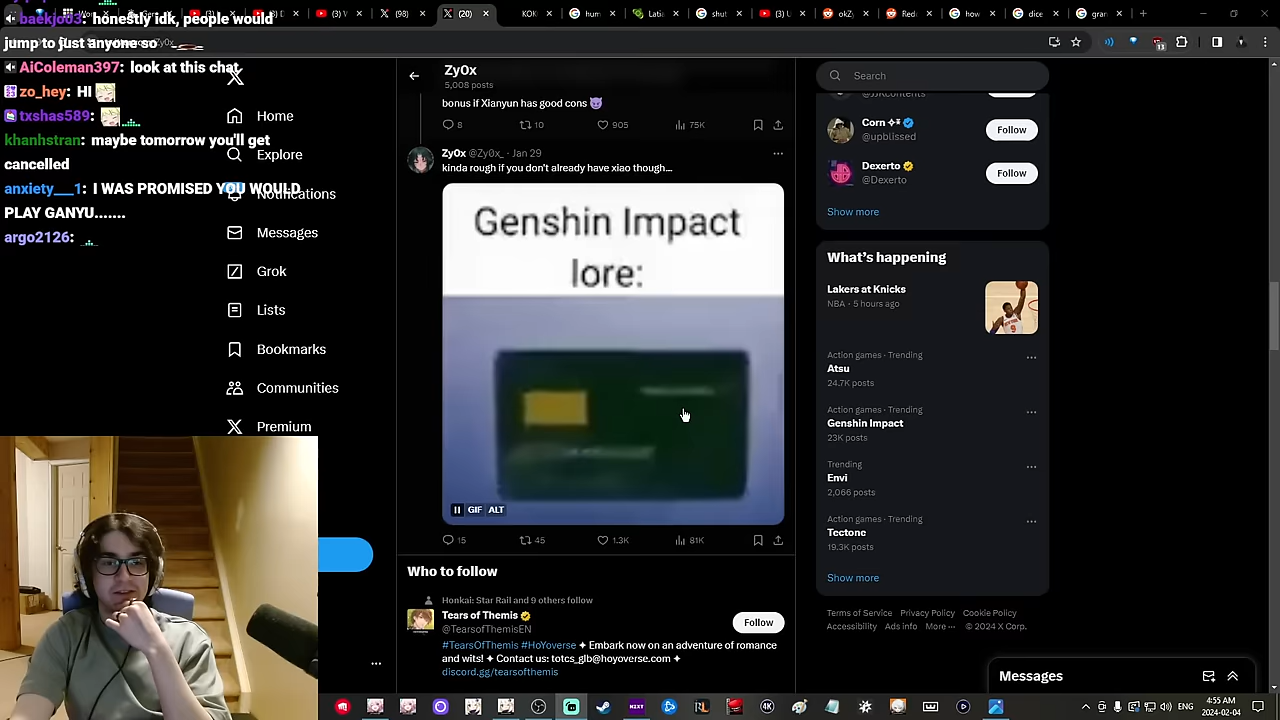 baekjo03: honestly idk, people would
jump to just anyone so
AiColeman397: look at this chat
zo_hey: HI
txshas589:
khanhstran: maybe tomorrow you'll get
cancelled
anxiety___1: I WAS PROMISED YOU WOULD
PLAY GANYU.......
argo2126:
Home
Explore
Notifications
Messages
Grok
Lists
Bookmarks
Communities
Premium
Zy0x
5,008 posts
bonus if Xianyun has good cons 😈
8 10 905 75K
Zy0x @Zy0x_ · Jan 29
kinda rough if you don't already have xiao though...
Genshin Impact
lore:
GIF ALT
15 45 1.3K 81K
Who to follow
Honkai: Star Rail and 9 others follow
Tears of Themis
@TearsofThemisEN
Follow
#TearsOfThemis #HoYoverse ✦ Embark now on an adventure of romance
and wits! ✦ Contact us: totcs_glb@hoyoverse.com ✦
discord.gg/tearsofthemis
Search
@JJKcontents
Corn
@upblissed
Follow
Dexerto
@Dexerto
Follow
Show more
What's happening
Lakers at Knicks
NBA · 5 hours ago
Action games · Trending
Atsu
24.7K posts
Action games · Trending
Genshin Impact
23K posts
Trending
Envi
2,066 posts
Action games · Trending
Tectone
19.3K posts
Show more
Terms of Service Privacy Policy Cookie Policy
Accessibility Ads info More ··· © 2024 X Corp.
Messages
ENG
4:55 AM
2024-02-04